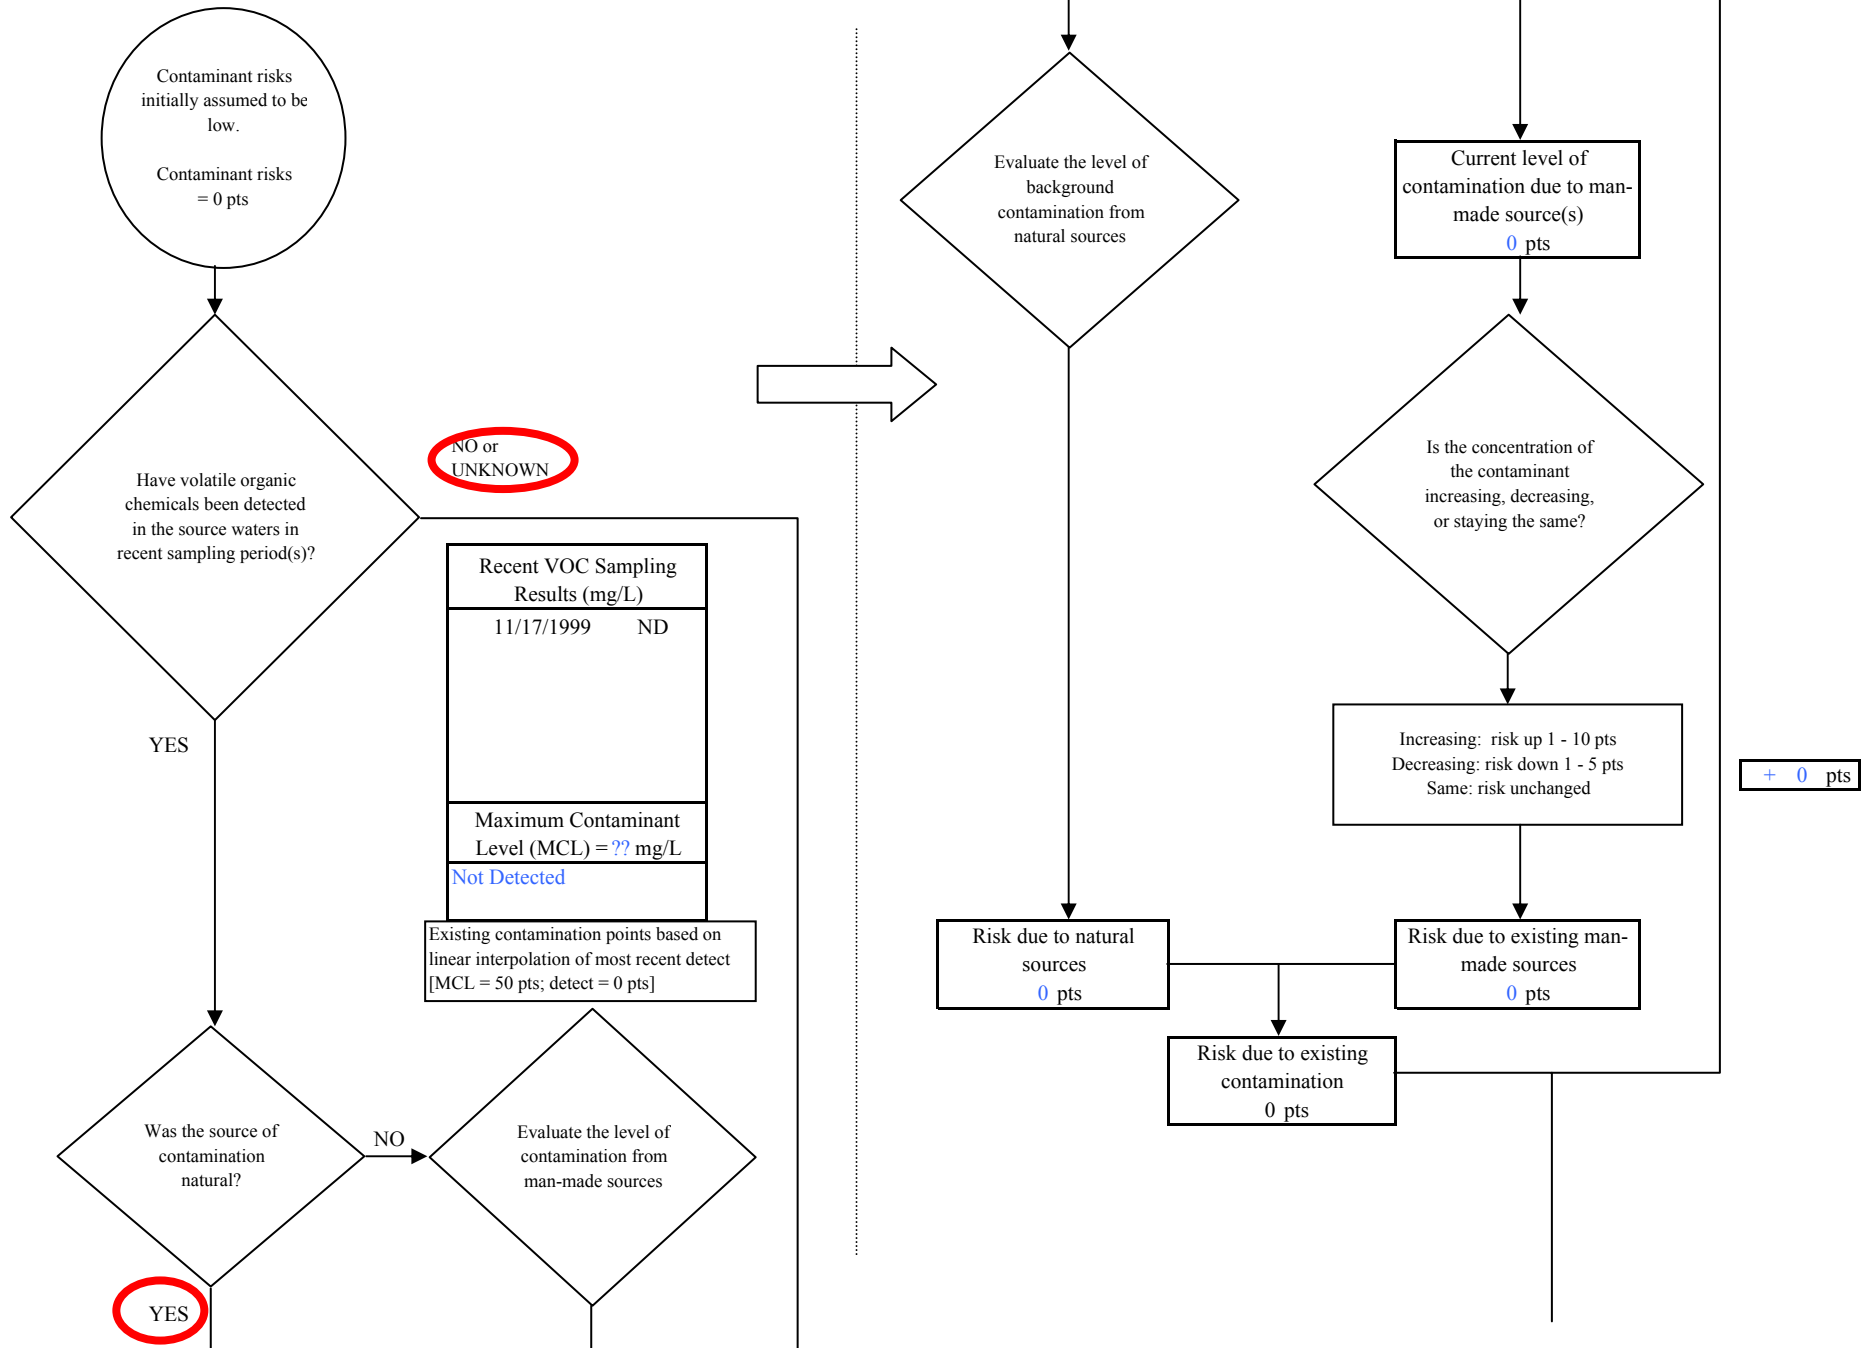 Contaminant risks
initially assumed to be
low.
Contaminant risks
= 0 pts
Have volatile organic
chemicals been detected
in the source waters in
recent sampling period(s)?
NO or
UNKNOWN
YES
Recent VOC Sampling
Results (mg/L)
11/17/1999 ND
Maximum Contaminant
Level (MCL) = ?? mg/L
Not Detected
Existing contamination points based on
linear interpolation of most recent detect
[MCL = 50 pts; detect = 0 pts]
Was the source of
contamination
natural?
NO
YES
Evaluate the level of
contamination from
man-made sources
Evaluate the level of
background
contamination from
natural sources
Current level of
contamination due to man-
made source(s)
0 pts
Is the concentration of
the contaminant
increasing, decreasing,
or staying the same?
Increasing: risk up 1 - 10 pts
Decreasing: risk down 1 - 5 pts
Same: risk unchanged
+ 0 pts
Risk due to natural
sources
0 pts
Risk due to existing man-
made sources
0 pts
Risk due to existing
contamination
0 pts